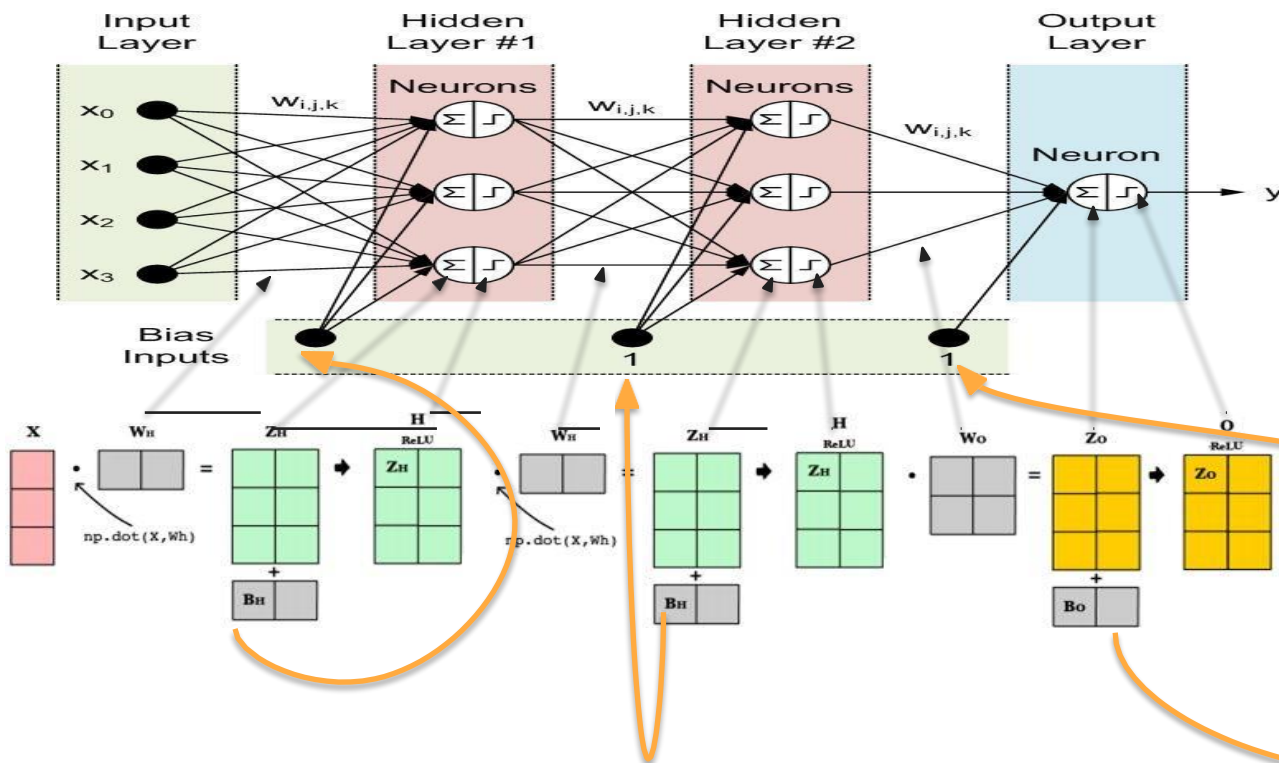 Input Layer
Hidden Layer #1
Hidden Layer #2
Output Layer
Neurons
Neurons
Neuron
x0
x1
x2
x3
Wi,j,k
Wi,j,k
Wi,j,k
Σ
Σ
Σ
Σ
Σ
Σ
Σ
y
Bias Inputs
1
1
X
WH
ZH
H
ReLU
WH
ZH
H
ReLU
WO
ZO
O
ReLU
ZH
ZH
ZO
• = • = • =
np.dot(X,Wh)
np.dot(X,Wh)
+
+
+
BH
BH
BO